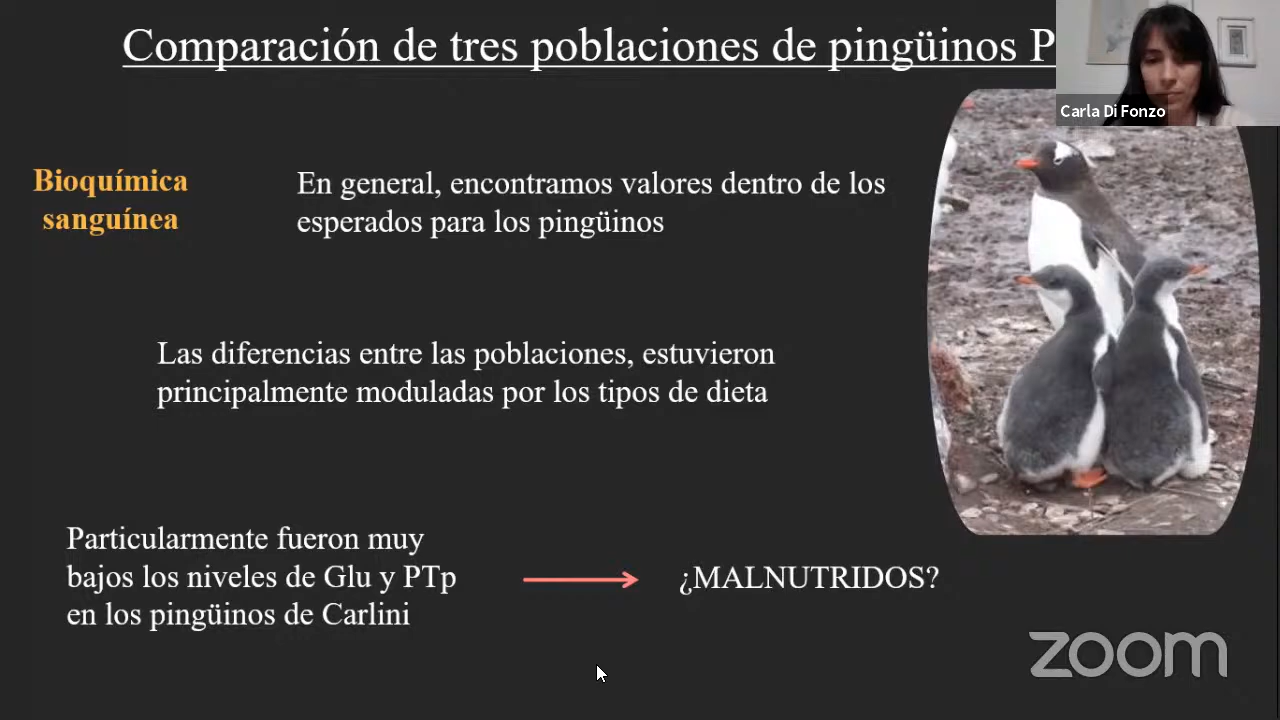 Comparación de tres poblaciones de pingüinos P
Carla Di Fonzo
Bioquímica
sanguínea
En general, encontramos valores dentro de los
esperados para los pingüinos
Las diferencias entre las poblaciones, estuvieron
principalmente moduladas por los tipos de dieta
Particularmente fueron muy
bajos los niveles de Glu y PTp
en los pingüinos de Carlini
¿MALNUTRIDOS?
zoom